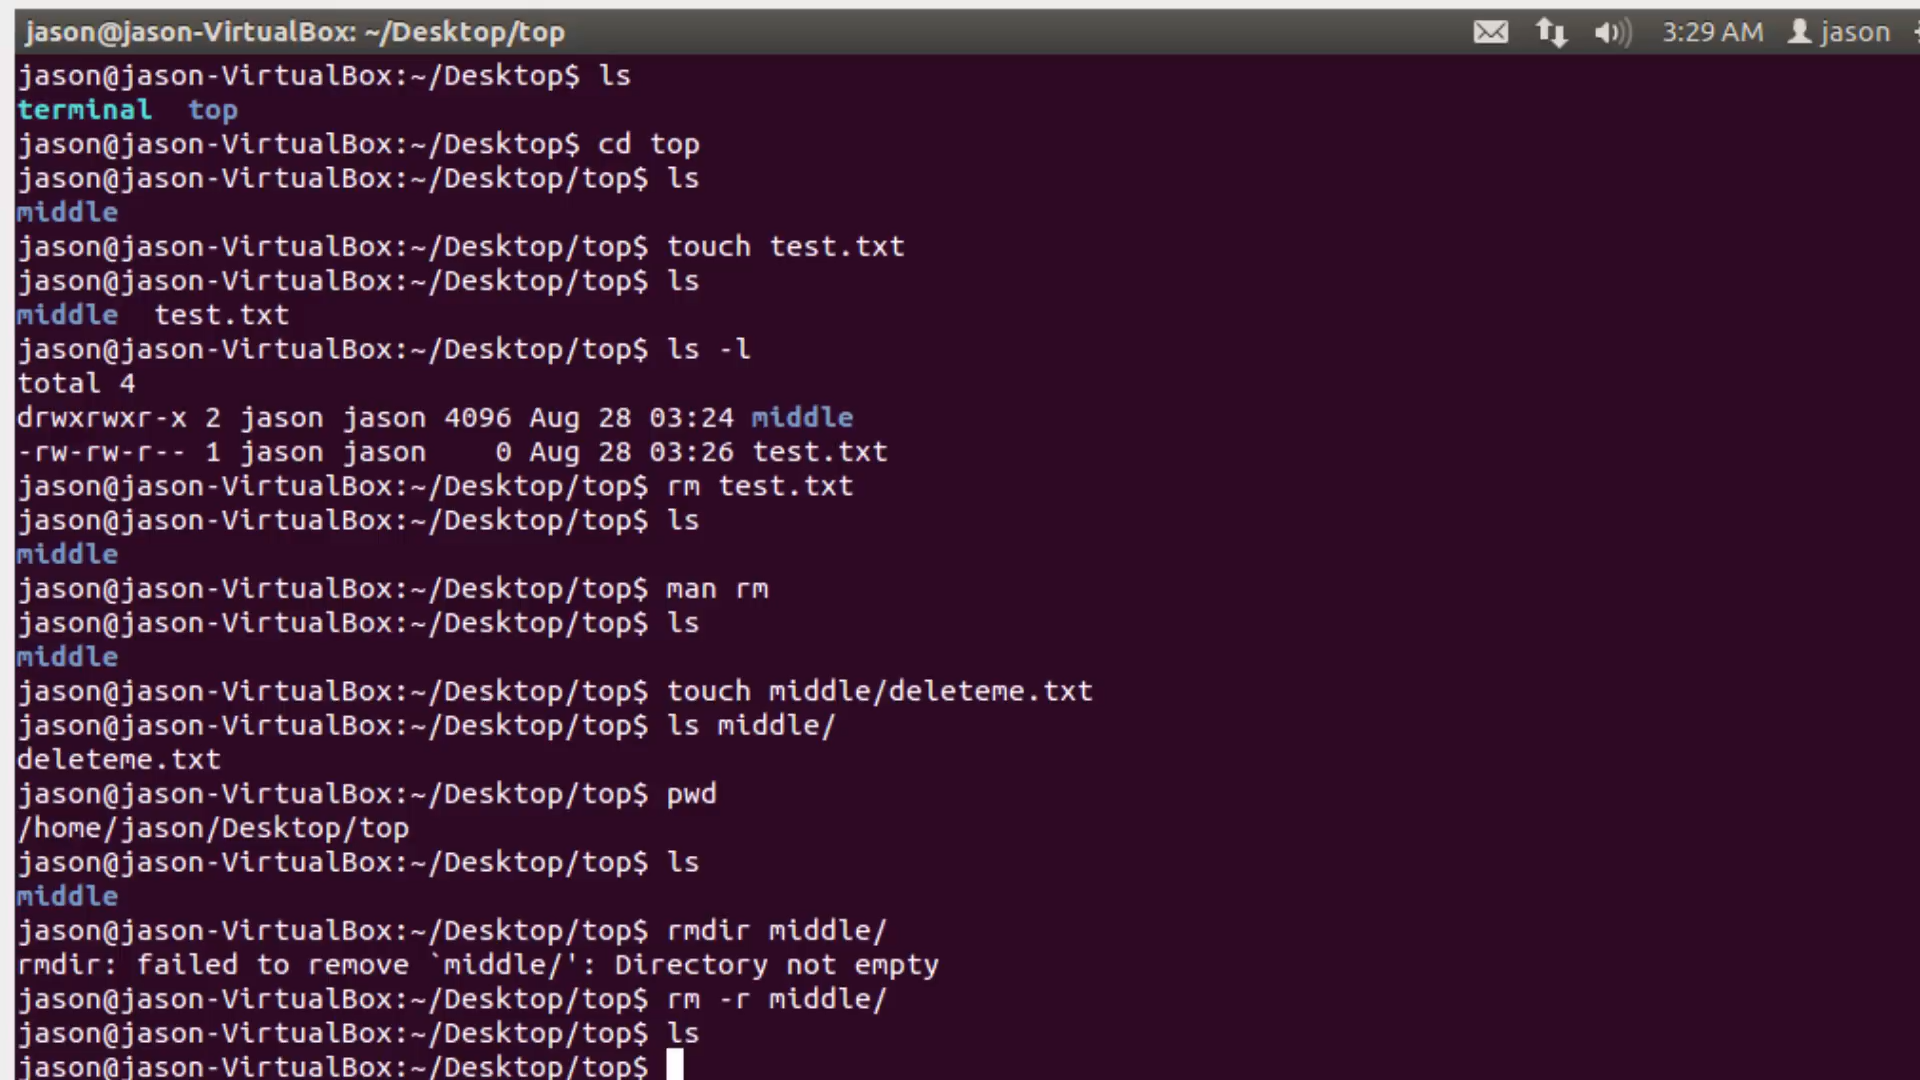 jason@jason-VirtualBox: ~/Desktop/top 3:29 AM jason
jason@jason-VirtualBox:~/Desktop$ ls
terminal  top
jason@jason-VirtualBox:~/Desktop$ cd top
jason@jason-VirtualBox:~/Desktop/top$ ls
middle
jason@jason-VirtualBox:~/Desktop/top$ touch test.txt
jason@jason-VirtualBox:~/Desktop/top$ ls
middle  test.txt
jason@jason-VirtualBox:~/Desktop/top$ ls -l
total 4
drwxrwxr-x 2 jason jason 4096 Aug 28 03:24 middle
-rw-rw-r-- 1 jason jason    0 Aug 28 03:26 test.txt
jason@jason-VirtualBox:~/Desktop/top$ rm test.txt
jason@jason-VirtualBox:~/Desktop/top$ ls
middle
jason@jason-VirtualBox:~/Desktop/top$ man rm
jason@jason-VirtualBox:~/Desktop/top$ ls
middle
jason@jason-VirtualBox:~/Desktop/top$ touch middle/deleteme.txt
jason@jason-VirtualBox:~/Desktop/top$ ls middle/
deleteme.txt
jason@jason-VirtualBox:~/Desktop/top$ pwd
/home/jason/Desktop/top
jason@jason-VirtualBox:~/Desktop/top$ ls
middle
jason@jason-VirtualBox:~/Desktop/top$ rmdir middle/
rmdir: failed to remove `middle/': Directory not empty
jason@jason-VirtualBox:~/Desktop/top$ rm -r middle/
jason@jason-VirtualBox:~/Desktop/top$ ls
jason@jason-VirtualBox:~/Desktop/top$